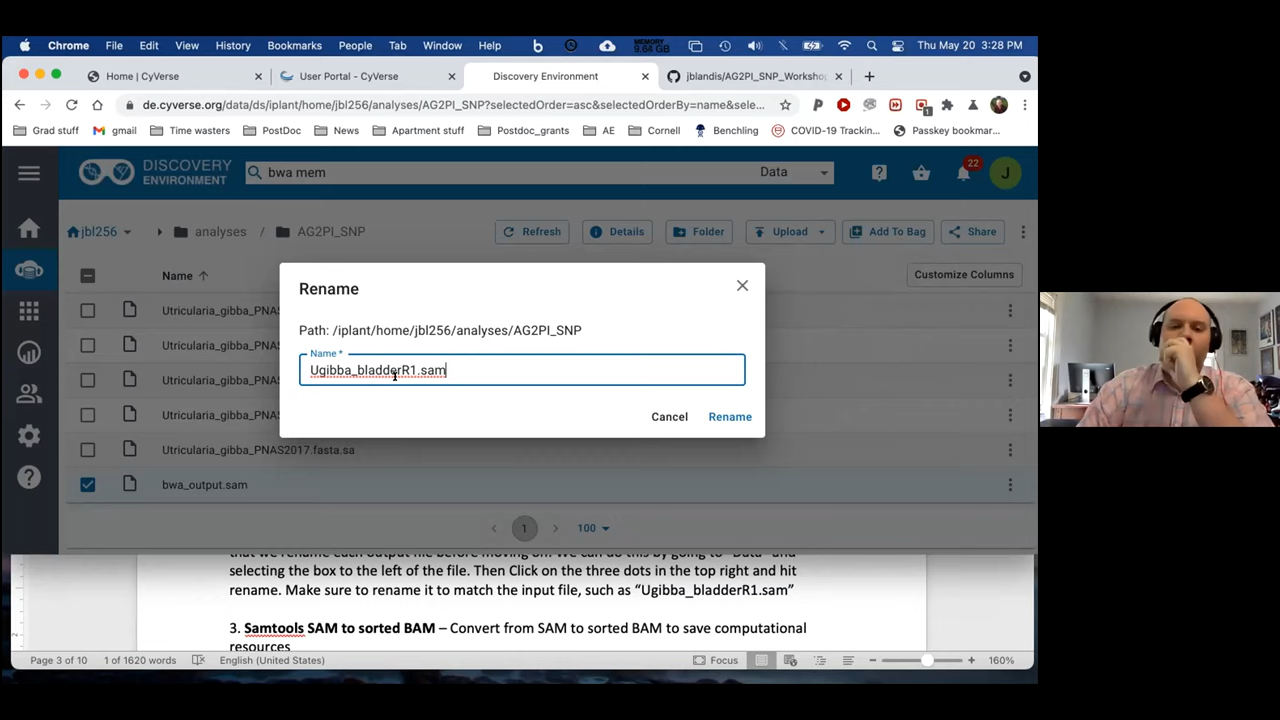 Chrome File Edit View History Bookmarks People Tab Window Help MEMORY 9.64 GB Thu May 20 3:28 PM
Home | CyVerse User Portal - CyVerse Discovery Environment jblandis/AG2PI_SNP_Workshop
de.cyverse.org/data/ds/iplant/home/jbl256/analyses/AG2PI_SNP?selectedOrder=asc&selectedOrderBy=name&sele...
Grad stuff gmail Time wasters PostDoc News Apartment stuff Postdoc_grants AE Cornell Benchling COVID-19 Trackin... Passkey bookmar...
DISCOVERY ENVIRONMENT bwa mem Data 22 J
jbl256 analyses / AG2PI_SNP Refresh Details Folder Upload Add To Bag Share
Name Customize Columns
Rename
Utricularia_gibba_PNAS
Path: /iplant/home/jbl256/analyses/AG2PI_SNP
Utricularia_gibba_PNAS
Name *
Ugibba_bladderR1.sam
Utricularia_gibba_PNAS
Utricularia_gibba_PNAS
Cancel Rename
Utricularia_gibba_PNAS2017.fasta.sa
bwa_output.sam
1 100
that we rename each output file before moving on. We can do this by going to "Data" and
selecting the box to the left of the file. Then Click on the three dots in the top right and hit
rename. Make sure to rename it to match the input file, such as “Ugibba_bladderR1.sam”
3. Samtools SAM to sorted BAM – Convert from SAM to sorted BAM to save computational
resources
Page 3 of 10 1 of 1620 words English (United States) Focus 160%